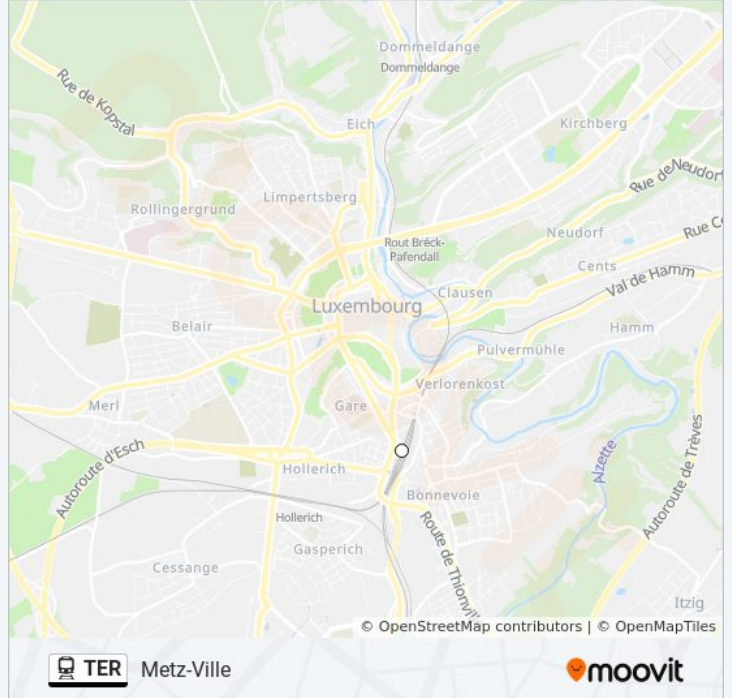 Dommeldange
Dommeldange
Rue de Kopstal
Eich
Kirchberg
Rue de Neudorf
Limpertsberg
Rollingergrund
Neudorf
Rue C
Rout Bréck-
Pafendall
Cents
Val de Hamm
Clausen
Luxembourg
Belair
Hamm
Pulvermühle
Verlorenkost
Merl
Gare
Autoroute d'Esch
Hollerich
Alzette
Autoroute de Trèves
Bonnevoie
Hollerich
Route de Thionvill
Gasperich
Cessange
Itzig
© OpenStreetMap contributors | © OpenMapTiles
TER Metz-Ville
moovit